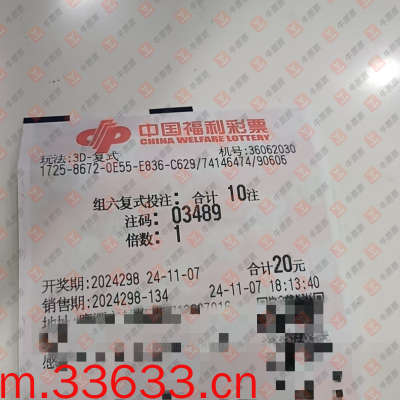 中国福利彩票
CHINA WELFARE LOTTERY
玩法:3D-复式 机号:36062030
1725-8672-0E55-E836-C629/74146474/90606
组六复式投注: 合计 10注
注码: 03489
倍数: 1
开奖期:2024298 24-11-07 合计20元
销售期:2024298-134 24-11-07 18:13:40
m.33633.cn